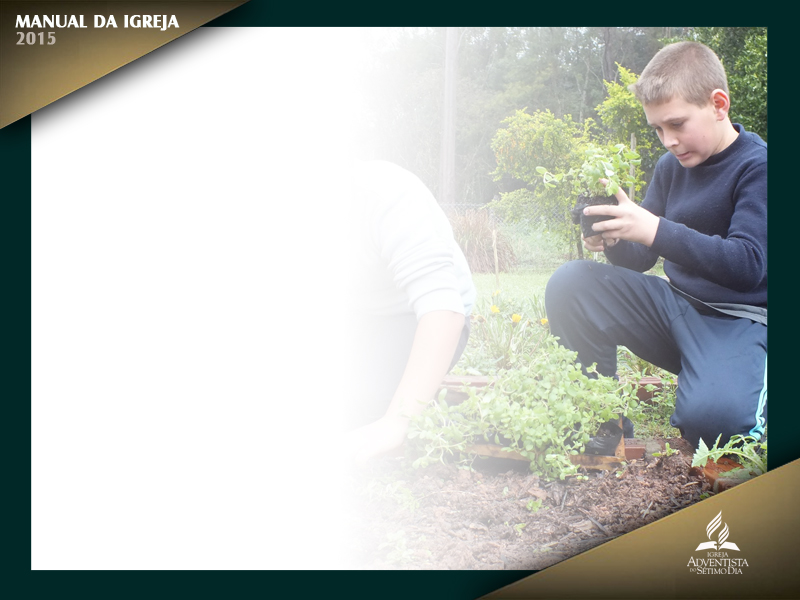 MANUAL DA IGREJA
2015
IGREJA
ADVENTISTA
DO SÉTIMO DIA